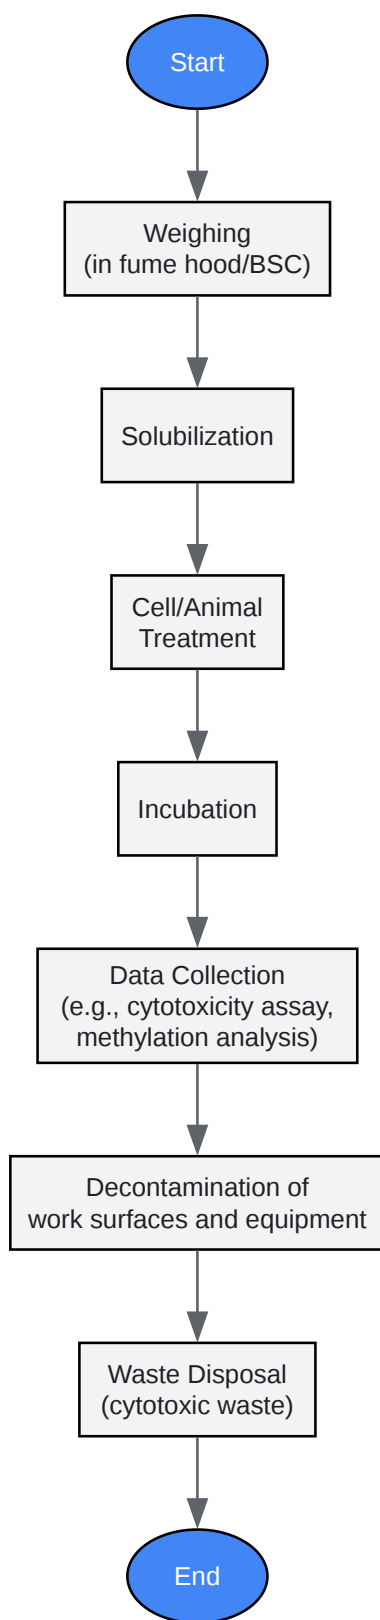 Start
Weighing
(in fume hood/BSC)
Solubilization
Cell/Animal
Treatment
Incubation
Data Collection
(e.g., cytotoxicity assay,
methylation analysis)
Decontamination of
work surfaces and equipment
Waste Disposal
(cytotoxic waste)
End